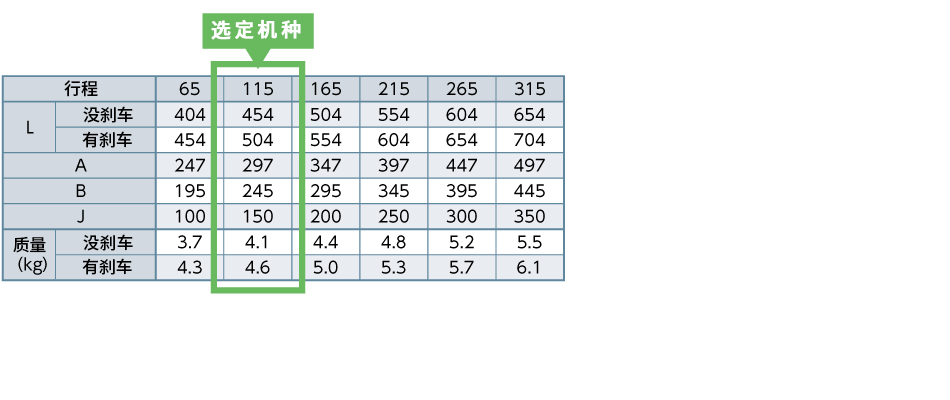 选定机种
行程 65 115 165 215 265 315
L 没刹车 404 454 504 554 604 654
有刹车 454 504 554 604 654 704
A 247 297 347 397 447 497
B 195 245 295 345 395 445
J 100 150 200 250 300 350
质量 (kg) 没刹车 3.7 4.1 4.4 4.8 5.2 5.5
有刹车 4.3 4.6 5.0 5.3 5.7 6.1